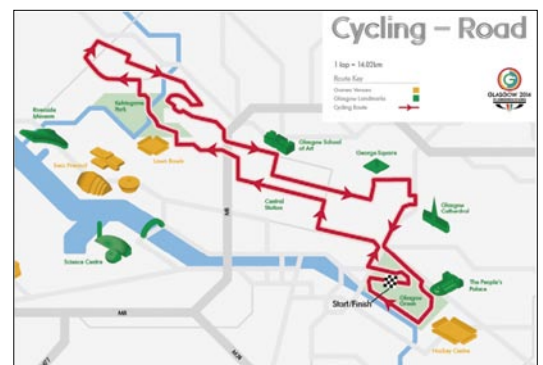 Cycling – Road
1 lap = 14.02km
Route Key
Games Venues
Glasgow Landmarks
Cycling Route
GLASGOW 2014
Kelvingrove
Park
Riverside
Museum
Lawn Bowls
Glasgow School
of Art
George Square
Central
Station
Glasgow
Cathedral
Science Centre
The People's
Palace
Start/Finish
Glasgow
Green
Hockey Centre